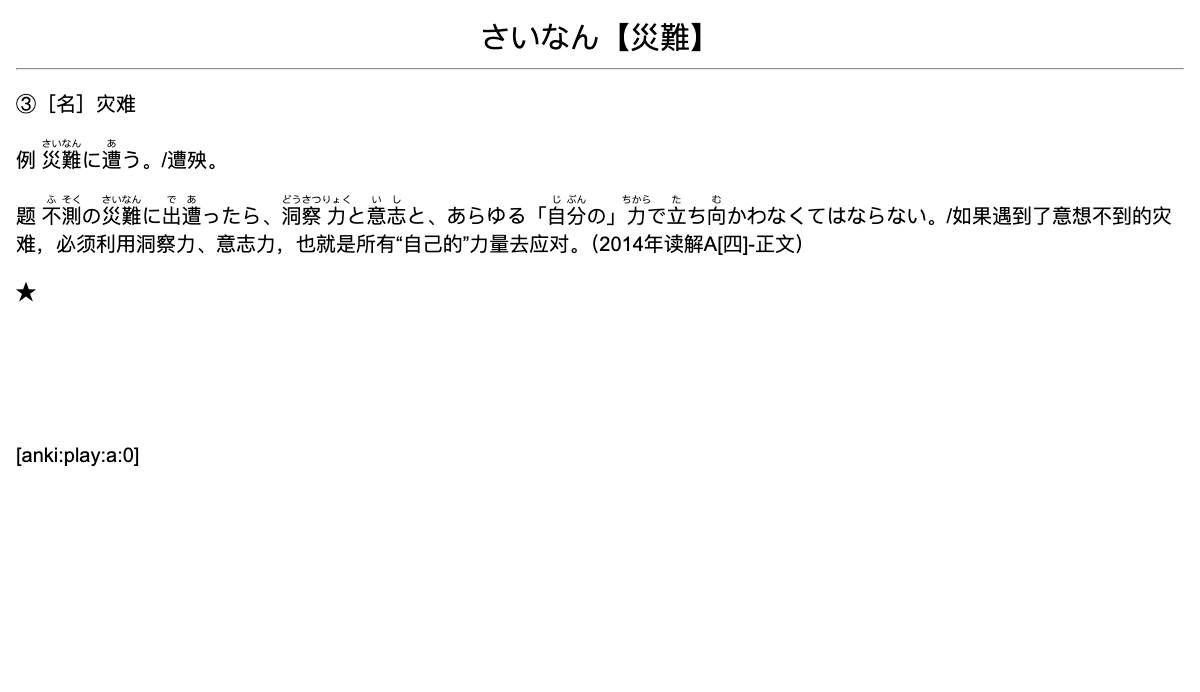 さいなん【災難】
③［名］灾难
さいなん あ
例 災難に遭う。/遭殃。
ふ そく さいなん で あ どうさつりょく い し じ ぶん ちから た む
题 不測の災難に出遭ったら、洞察力と意志と、あらゆる「自分の」力で立ち向かわなくてはならない。/如果遇到了意想不到的灾
难，必须利用洞察力、意志力，也就是所有“自己的”力量去应对。（2014年读解A[四]-正文）
★
[anki:play:a:0]